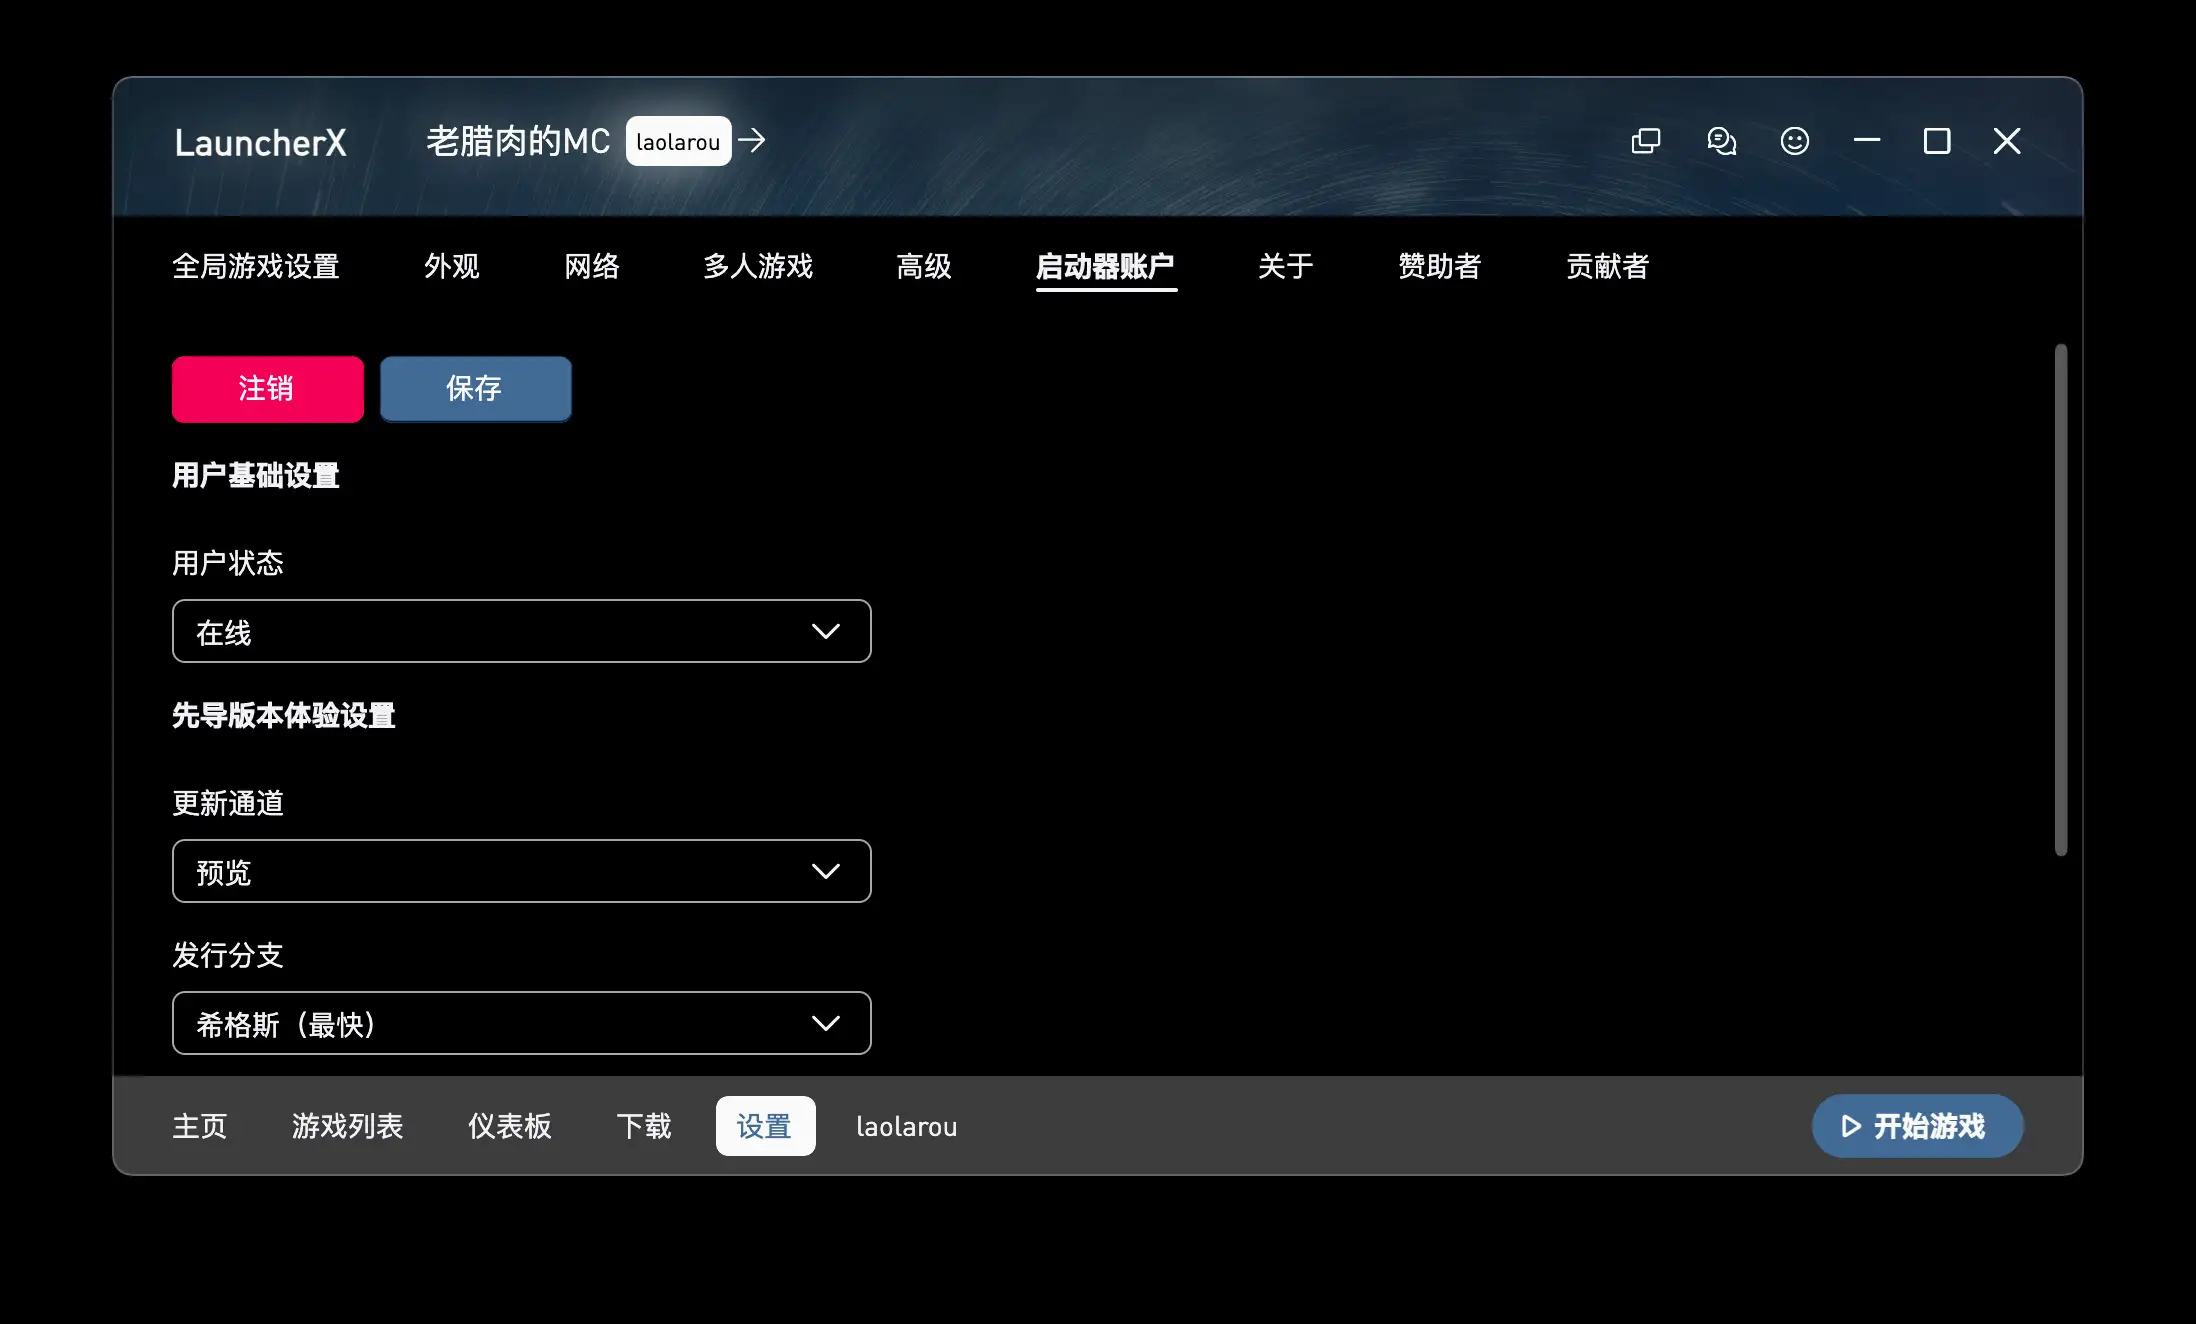 LauncherX 老腊肉的MC laolarou
全局游戏设置 外观 网络 多人游戏 高级 启动器账户 关于 赞助者 贡献者
注销 保存
用户基础设置
用户状态
在线
先导版本体验设置
更新通道
预览
发行分支
希格斯（最快）
主页 游戏列表 仪表板 下载 设置 laolarou 开始游戏